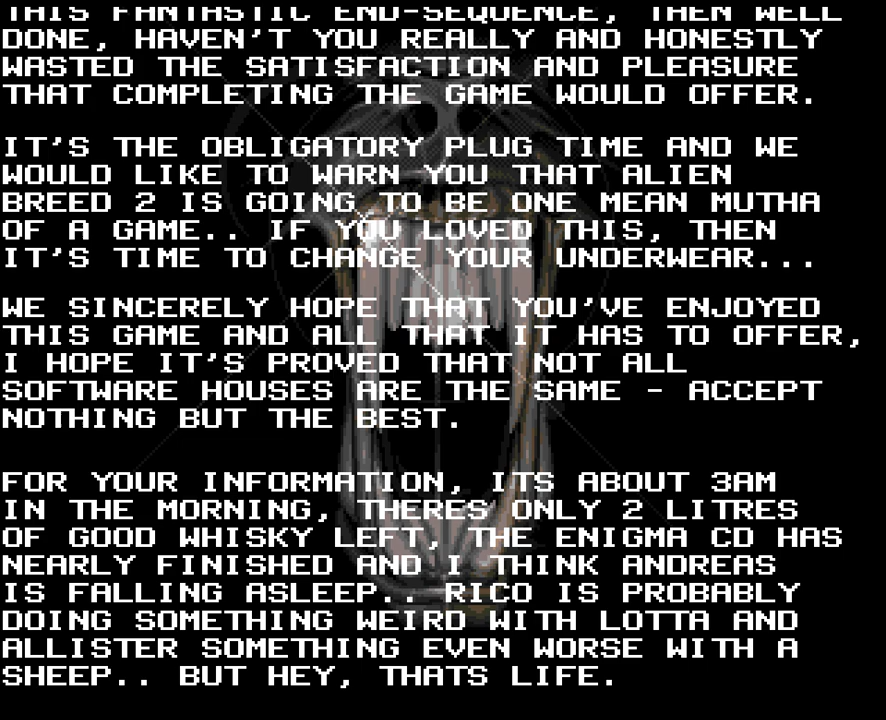 THIS FANTASTIC END-SEQUENCE, THEN WELL
DONE, HAVEN'T YOU REALLY AND HONESTLY
WASTED THE SATISFACTION AND PLEASURE
THAT COMPLETING THE GAME WOULD OFFER.
IT'S THE OBLIGATORY PLUG TIME AND WE
WOULD LIKE TO WARN YOU THAT ALIEN
BREED 2 IS GOING TO BE ONE MEAN MUTHA
OF A GAME.. IF YOU LOVED THIS, THEN
IT'S TIME TO CHANGE YOUR UNDERWEAR...
WE SINCERELY HOPE THAT YOU'VE ENJOYED
THIS GAME AND ALL THAT IT HAS TO OFFER,
I HOPE IT'S PROVED THAT NOT ALL
SOFTWARE HOUSES ARE THE SAME - ACCEPT
NOTHING BUT THE BEST.
FOR YOUR INFORMATION, ITS ABOUT 3AM
IN THE MORNING, THERES ONLY 2 LITRES
OF GOOD WHISKY LEFT, THE ENIGMA CD HAS
NEARLY FINISHED AND I THINK ANDREAS
IS FALLING ASLEEP.. RICO IS PROBABLY
DOING SOMETHING WEIRD WITH LOTTA AND
ALLISTER SOMETHING EVEN WORSE WITH A
SHEEP.. BUT HEY, THATS LIFE.